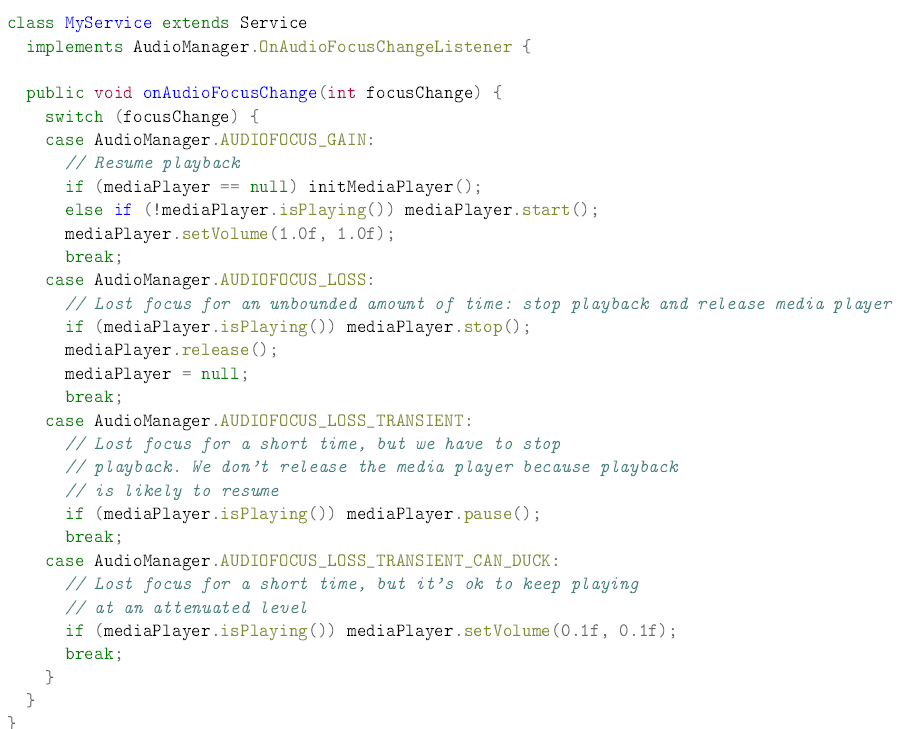 class MyService extends Service
  implements AudioManager.OnAudioFocusChangeListener {

  public void onAudioFocusChange(int focusChange) {
    switch (focusChange) {
    case AudioManager.AUDIOFOCUS_GAIN:
      // Resume playback
      if (mediaPlayer == null) initMediaPlayer();
      else if (!mediaPlayer.isPlaying()) mediaPlayer.start();
      mediaPlayer.setVolume(1.0f, 1.0f);
      break;
    case AudioManager.AUDIOFOCUS_LOSS:
      // Lost focus for an unbounded amount of time: stop playback and release media player
      if (mediaPlayer.isPlaying()) mediaPlayer.stop();
      mediaPlayer.release();
      mediaPlayer = null;
      break;
    case AudioManager.AUDIOFOCUS_LOSS_TRANSIENT:
      // Lost focus for a short time, but we have to stop
      // playback. We don't release the media player because playback
      // is likely to resume
      if (mediaPlayer.isPlaying()) mediaPlayer.pause();
      break;
    case AudioManager.AUDIOFOCUS_LOSS_TRANSIENT_CAN_DUCK:
      // Lost focus for a short time, but it's ok to keep playing
      // at an attenuated level
      if (mediaPlayer.isPlaying()) mediaPlayer.setVolume(0.1f, 0.1f);
      break;
    }
  }
}